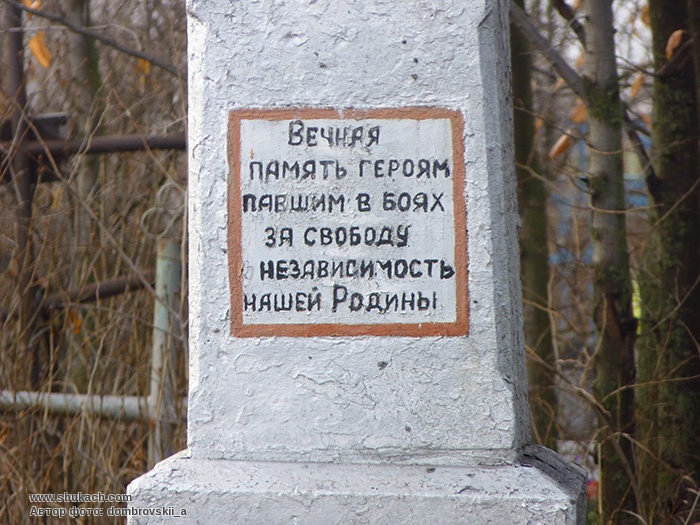 Вечная
память героям
павшим в боях
за свободу
независимость
нашей Родины
www.shukach.com
Автор фото: dombrovskii_a